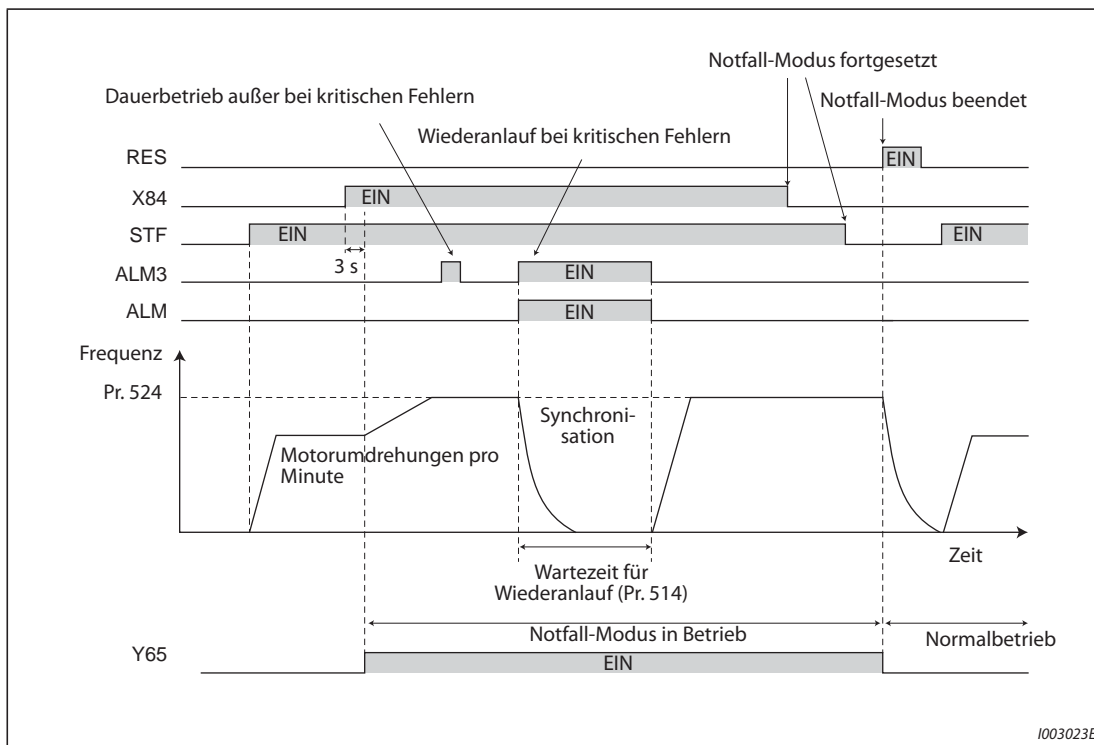 Notfall-Modus fortgesetzt
Dauerbetrieb außer bei kritischen Fehlern
Notfall-Modus beendet
Wiederanlauf bei kritischen Fehlern
RES
EIN
X84
EIN
STF
EIN
EIN
3 s
ALM3
EIN
ALM
EIN
Frequenz
Pr. 524
Synchroni-
sation
Motorumdrehungen pro
Minute
Zeit
Wartezeit für
Wiederanlauf (Pr. 514)
Notfall-Modus in Betrieb
Normalbetrieb
Y65
EIN
I003023E